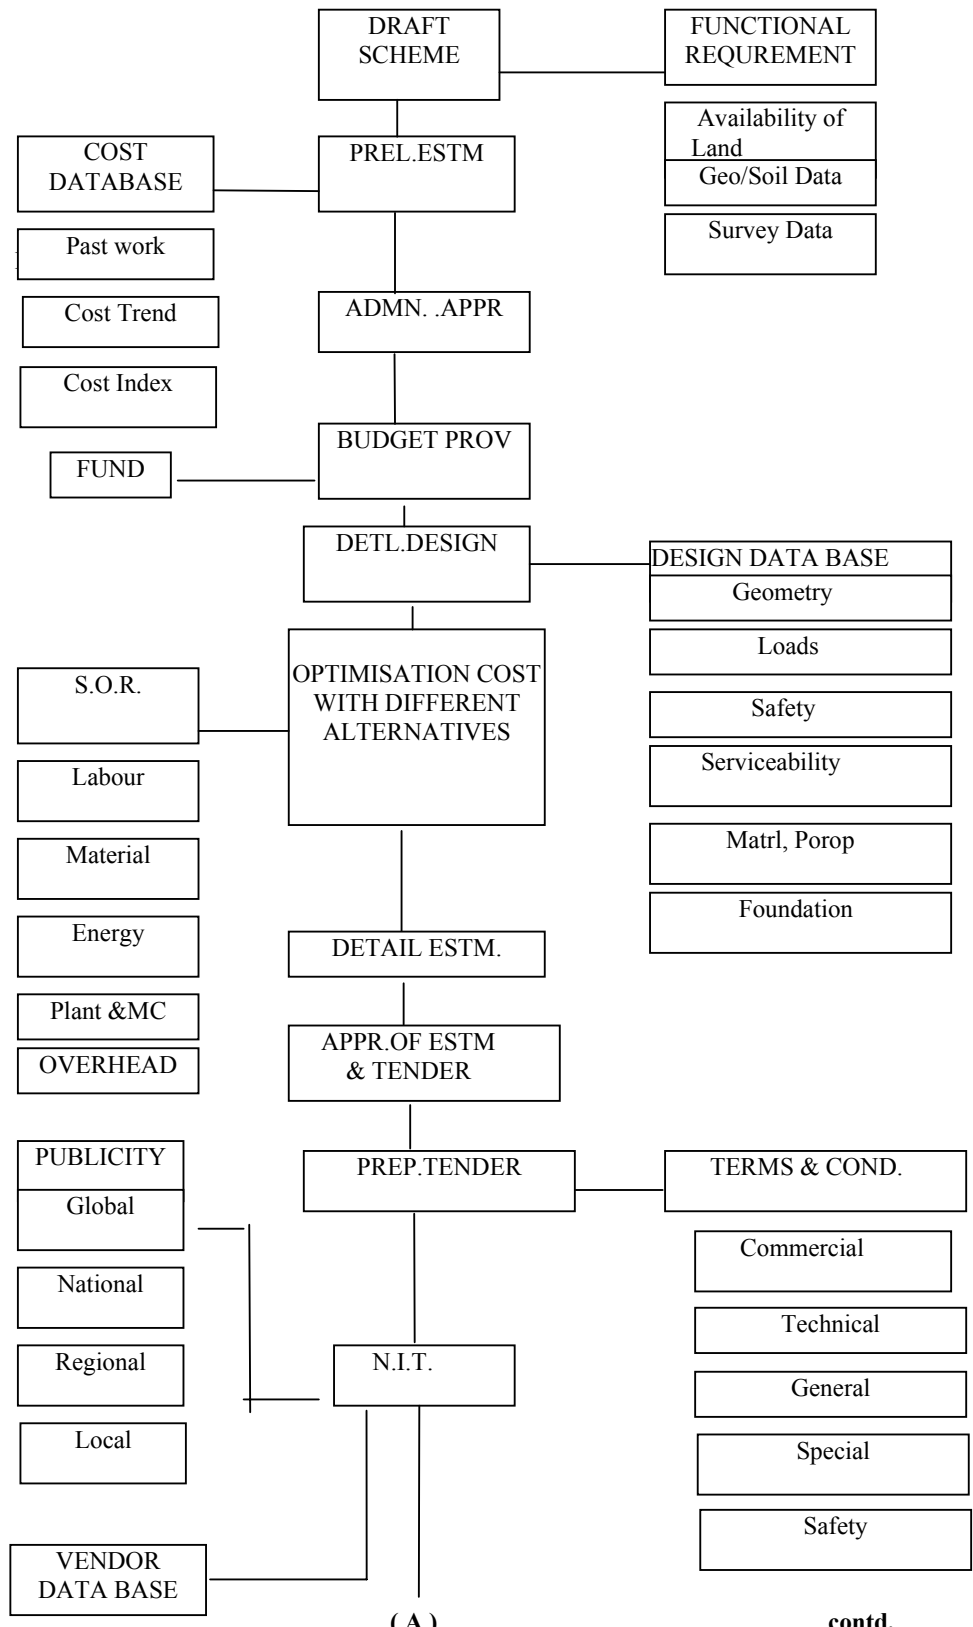 DRAFT
SCHEME
FUNCTIONAL
REQUREMENT
Availability of
Land
Geo/Soil Data
Survey Data
COST
DATABASE
PREL.ESTM
Past work
Cost Trend
Cost Index
ADMN. .APPR
BUDGET PROV
FUND
DETL.DESIGN
DESIGN DATA BASE
Geometry
Loads
Safety
Serviceability
Matrl, Porop
Foundation
OPTIMISATION COST
WITH DIFFERENT
ALTERNATIVES
S.O.R.
Labour
Material
Energy
Plant &MC
OVERHEAD
DETAIL ESTM.
APPR.OF ESTM
& TENDER
PUBLICITY
Global
National
Regional
Local
PREP.TENDER
TERMS & COND.
Commercial
Technical
General
Special
Safety
N.I.T.
VENDOR
DATA BASE
( A )
contd.